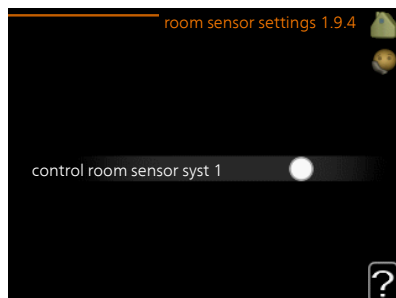 room sensor settings 1.9.4
control room sensor syst 1
?